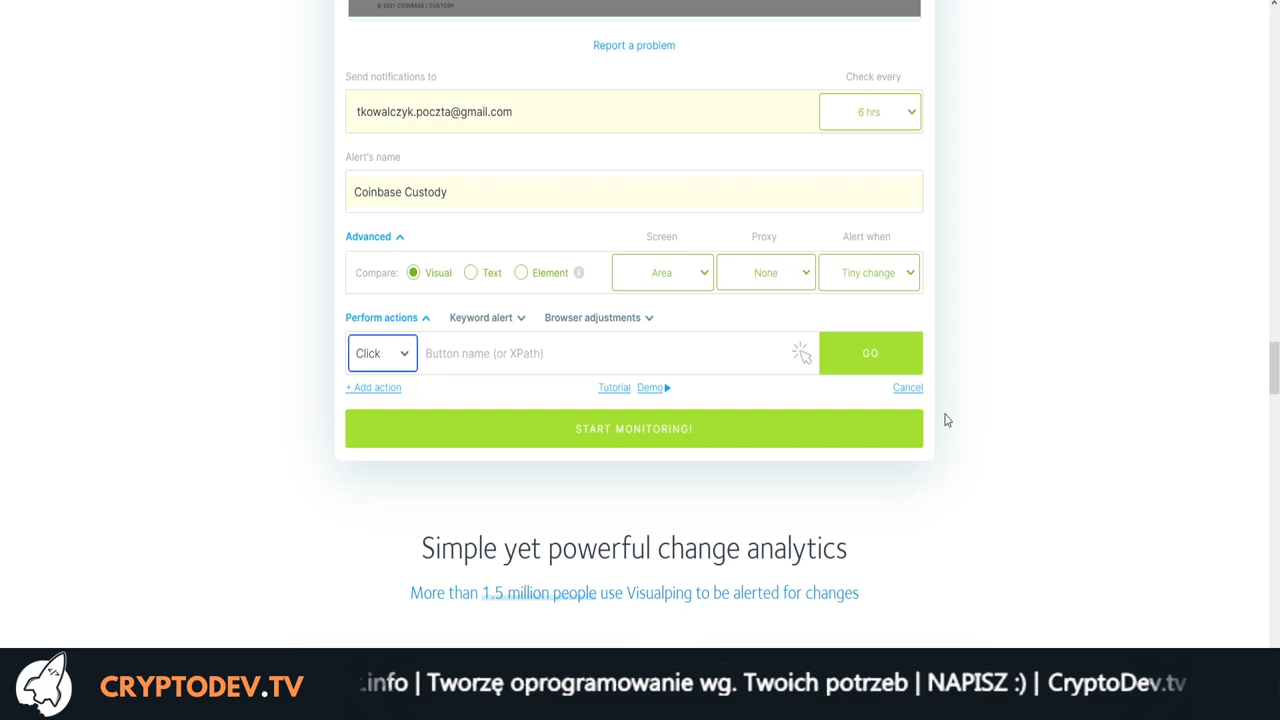 © 2021 COINBASE | CUSTODY
Report a problem
Send notifications to
Check every
tkowalczyk.poczta@gmail.com
6 hrs
Alert's name
Coinbase Custody
Advanced
Screen
Proxy
Alert when
Compare:
Visual
Text
Element
Area
None
Tiny change
Perform actions
Keyword alert
Browser adjustments
Click
Button name (or XPath)
GO
+ Add action
Tutorial
Demo
Cancel
START MONITORING!
Simple yet powerful change analytics
More than 1.5 million people use Visualping to be alerted for changes
CRYPTODEV.TV
.info | Tworzę oprogramowanie wg. Twoich potrzeb | NAPISZ :) | CryptoDev.tv